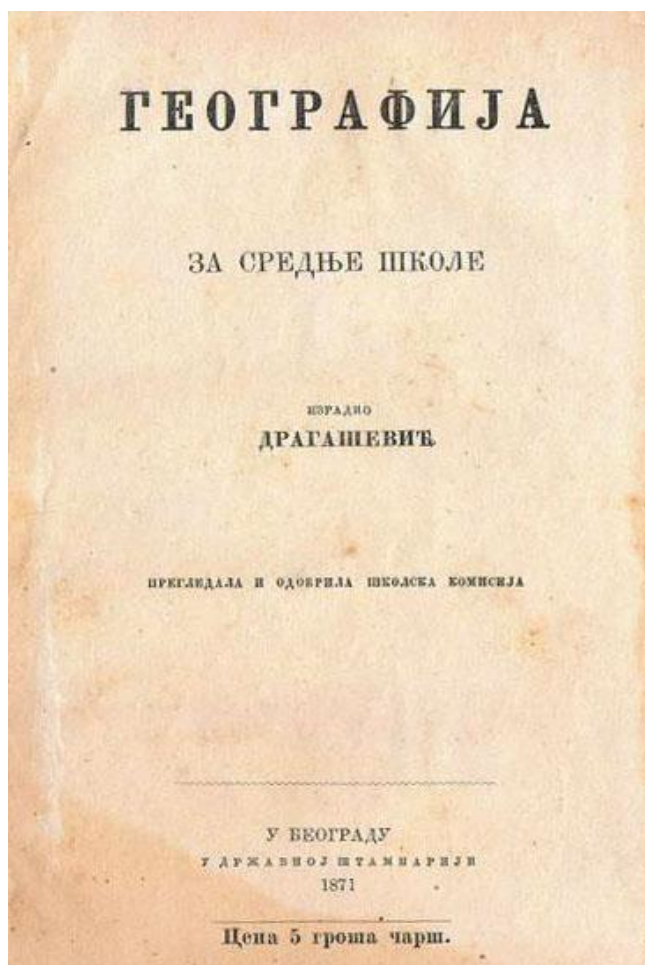 ГЕОГРАФИЈА
ЗА СРЕДЊЕ ШКОЛЕ
ИЗРАДИО
ДРАГАШЕВИЋ
ПРЕГЛЕДАЛА И ОДОБРИЛА ШКОЛСКА КОМИСИЈА
У БЕОГРАДУ
У ДРЖАВНОЈ ШТАМПАРИЈИ
1871
Цена 5 гроша чарш.